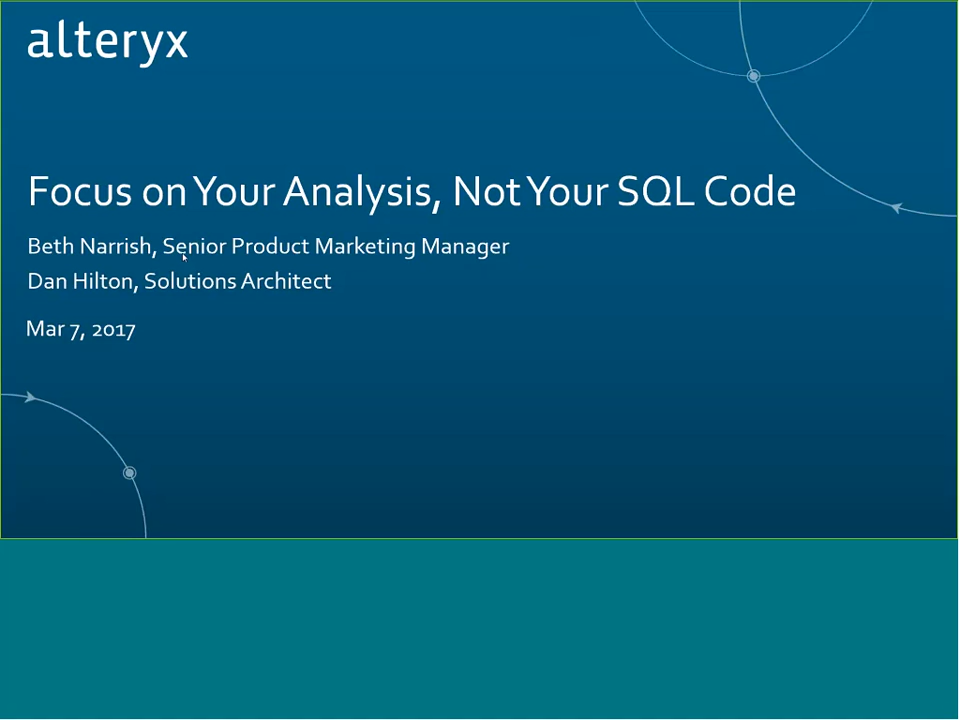 alteryx
Focus on Your Analysis, Not Your SQL Code
Beth Narrish, Senior Product Marketing Manager
Dan Hilton, Solutions Architect
Mar 7, 2017